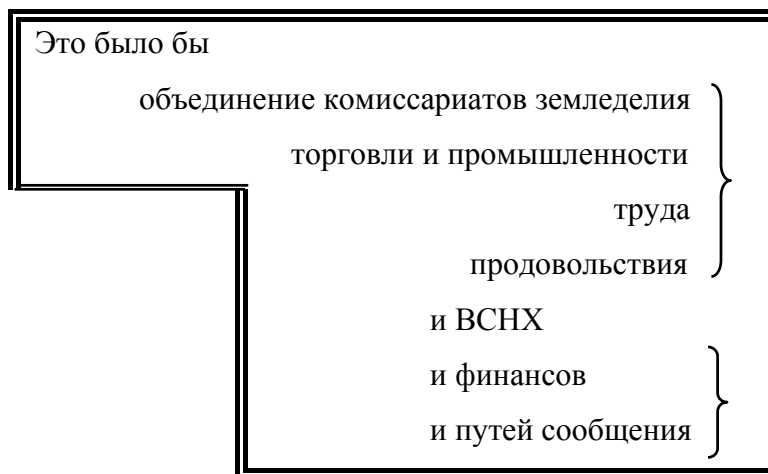 Это было бы
объединение комиссариатов земледелия
торговли и промышленности
труда
продовольствия
и ВСНХ
и финансов
и путей сообщения